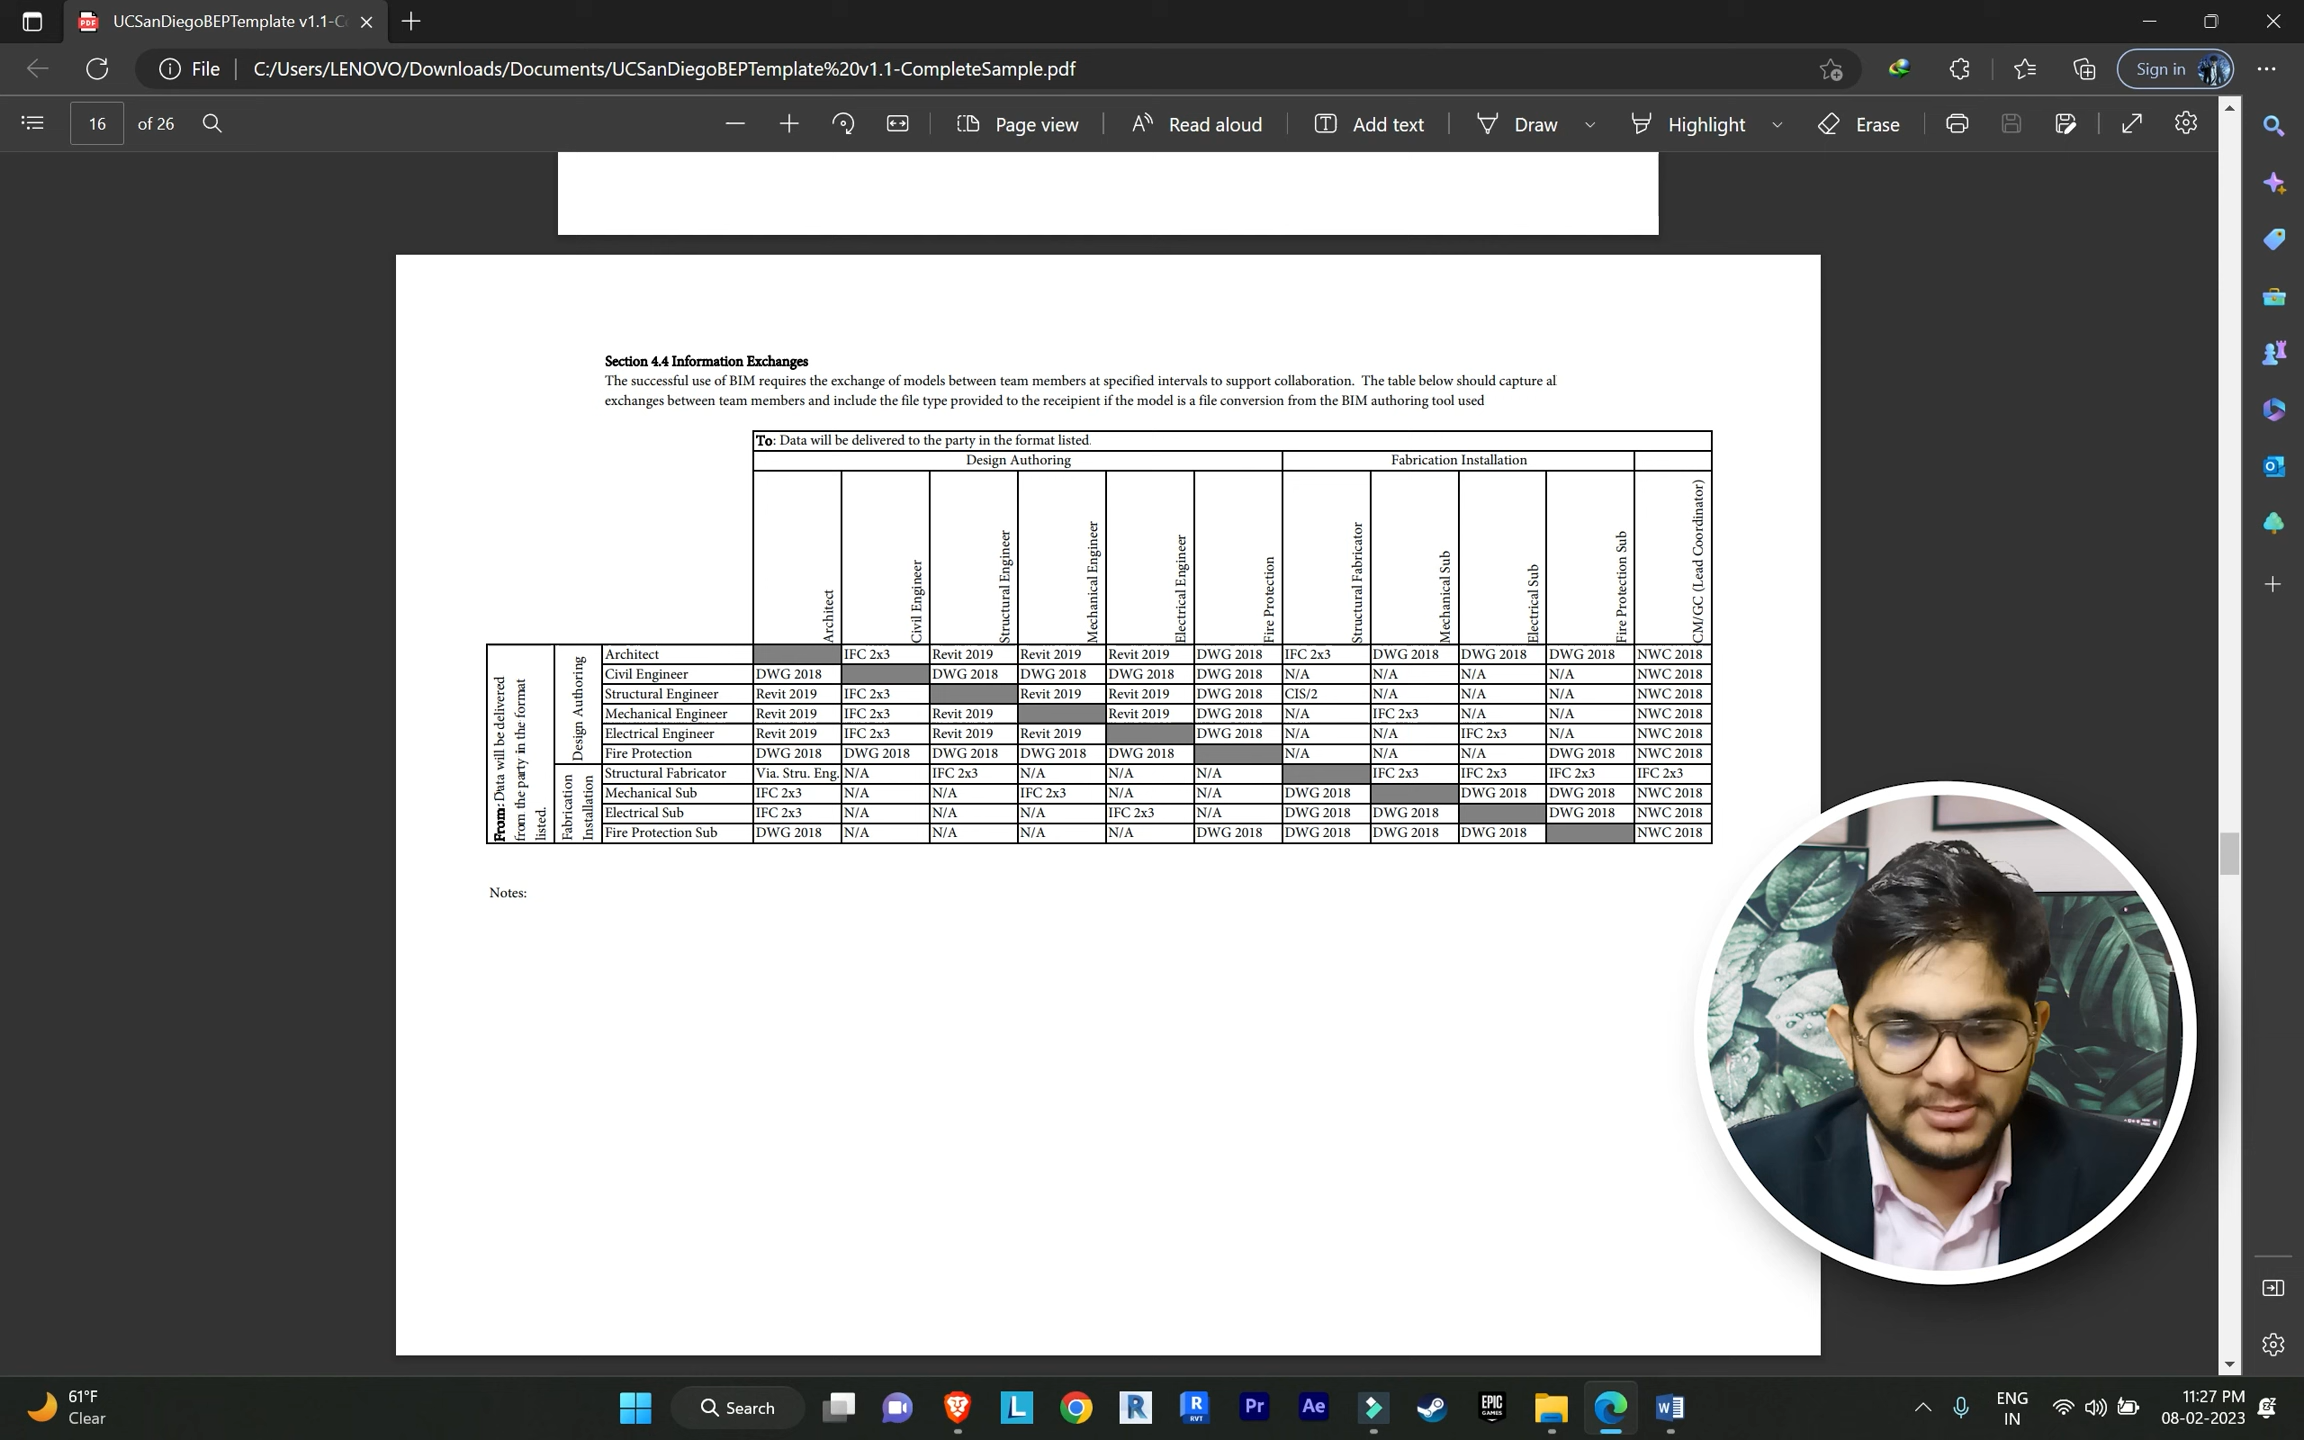 UCSanDiegoBEPTemplate v1.1-C
File
C:/Users/LENOVO/Downloads/Documents/UCSanDiegoBEPTemplate%20v1.1-CompleteSample.pdf
Sign in
16 of 26
Page view
Read aloud
Add text
Draw
Highlight
Erase
Section 4.4 Information Exchanges
The successful use of BIM requires the exchange of models between team members at specified intervals to support collaboration. The table below should capture al
exchanges between team members and include the file type provided to the receipient if the model is a file conversion from the BIM authoring tool used
To: Data will be delivered to the party in the format listed.
Design Authoring Fabrication Installation
Architect
Civil Engineer
Structural Engineer
Mechanical Engineer
Electrical Engineer
Fire Protection
Structural Fabricator
Mechanical Sub
Electrical Sub
Fire Protection Sub
CM/GC (Lead Coordinator)
From: Data will be delivered
from the party in the format
listed.
Design Authoring
Architect IFC 2x3 Revit 2019 Revit 2019 Revit 2019 DWG 2018 IFC 2x3 DWG 2018 DWG 2018 DWG 2018 NWC 2018
Civil Engineer DWG 2018 DWG 2018 DWG 2018 DWG 2018 DWG 2018 N/A N/A N/A N/A NWC 2018
Structural Engineer Revit 2019 IFC 2x3 Revit 2019 Revit 2019 DWG 2018 CIS/2 N/A N/A N/A NWC 2018
Mechanical Engineer Revit 2019 IFC 2x3 Revit 2019 Revit 2019 DWG 2018 N/A IFC 2x3 N/A N/A NWC 2018
Electrical Engineer Revit 2019 IFC 2x3 Revit 2019 Revit 2019 DWG 2018 N/A N/A IFC 2x3 N/A NWC 2018
Fire Protection DWG 2018 DWG 2018 DWG 2018 DWG 2018 DWG 2018 N/A N/A N/A DWG 2018 NWC 2018
Fabrication
Installation
Structural Fabricator Via. Stru. Eng. N/A IFC 2x3 N/A N/A N/A IFC 2x3 IFC 2x3 IFC 2x3 IFC 2x3
Mechanical Sub IFC 2x3 N/A N/A IFC 2x3 N/A N/A DWG 2018 DWG 2018 DWG 2018 NWC 2018
Electrical Sub IFC 2x3 N/A N/A N/A IFC 2x3 N/A DWG 2018 DWG 2018 DWG 2018 NWC 2018
Fire Protection Sub DWG 2018 N/A N/A N/A N/A DWG 2018 DWG 2018 DWG 2018 DWG 2018 NWC 2018
Notes:
61°F
Clear
Search
L
R
R
RVT
Pr
Ae
EPIC
GAMES
W
ENG
IN
11:27 PM
08-02-2023